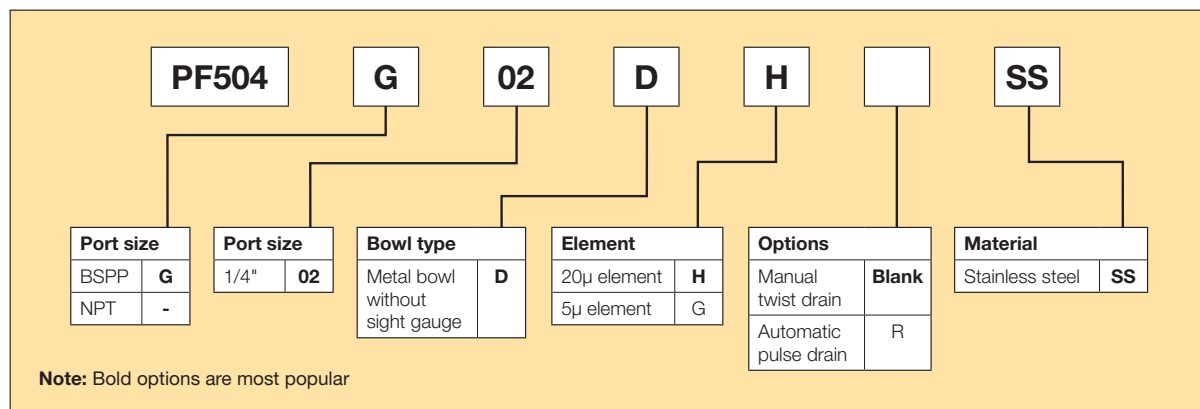 PF504 G 02 D H SS
Port size
BSPP G
NPT -
Port size
1/4" 02
Bowl type
Metal bowl D
without
sight gauge
Element
20µ element H
5µ element G
Options
Manual Blank
twist drain
Automatic R
pulse drain
Material
Stainless steel SS
Note: Bold options are most popular